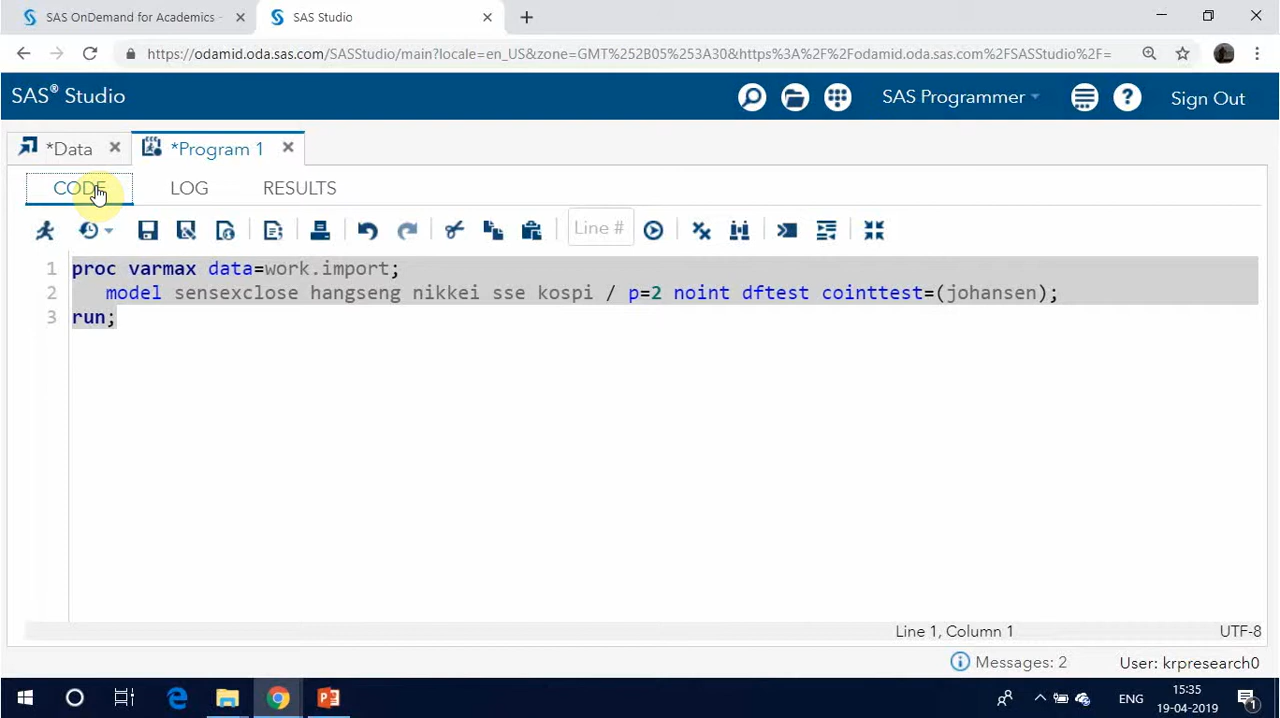 SAS OnDemand for Academics -
SAS Studio
https://odamid.oda.sas.com/SASStudio/main?locale=en_US&zone=GMT%252B05%253A30&https%3A%2F%2Fodamid.oda.sas.com%2FSASStudio%2F=
SAS® Studio
SAS Programmer
Sign Out
*Data
*Program 1
CODE
LOG
RESULTS
Line #
1 proc varmax data=work.import;
2 model sensexclose hangseng nikkei sse kospi / p=2 noint dftest cointtest=(johansen);
3 run;
Line 1, Column 1
UTF-8
Messages: 2
User: krpresearch0
ENG
15:35
19-04-2019
1